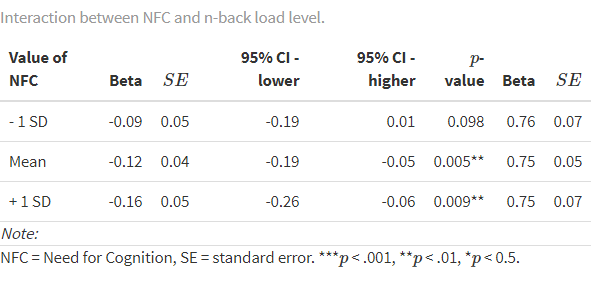 Interaction between NFC and n-back load level.
Value of NFC Beta SE 95% CI - lower 95% CI - higher p-value Beta SE
- 1 SD -0.09 0.05 -0.19 0.01 0.098 0.76 0.07
Mean -0.12 0.04 -0.19 -0.05 0.005** 0.75 0.05
+ 1 SD -0.16 0.05 -0.26 -0.06 0.009** 0.75 0.07
Note:
NFC = Need for Cognition, SE = standard error. ***p < .001, **p < .01, *p < 0.5.